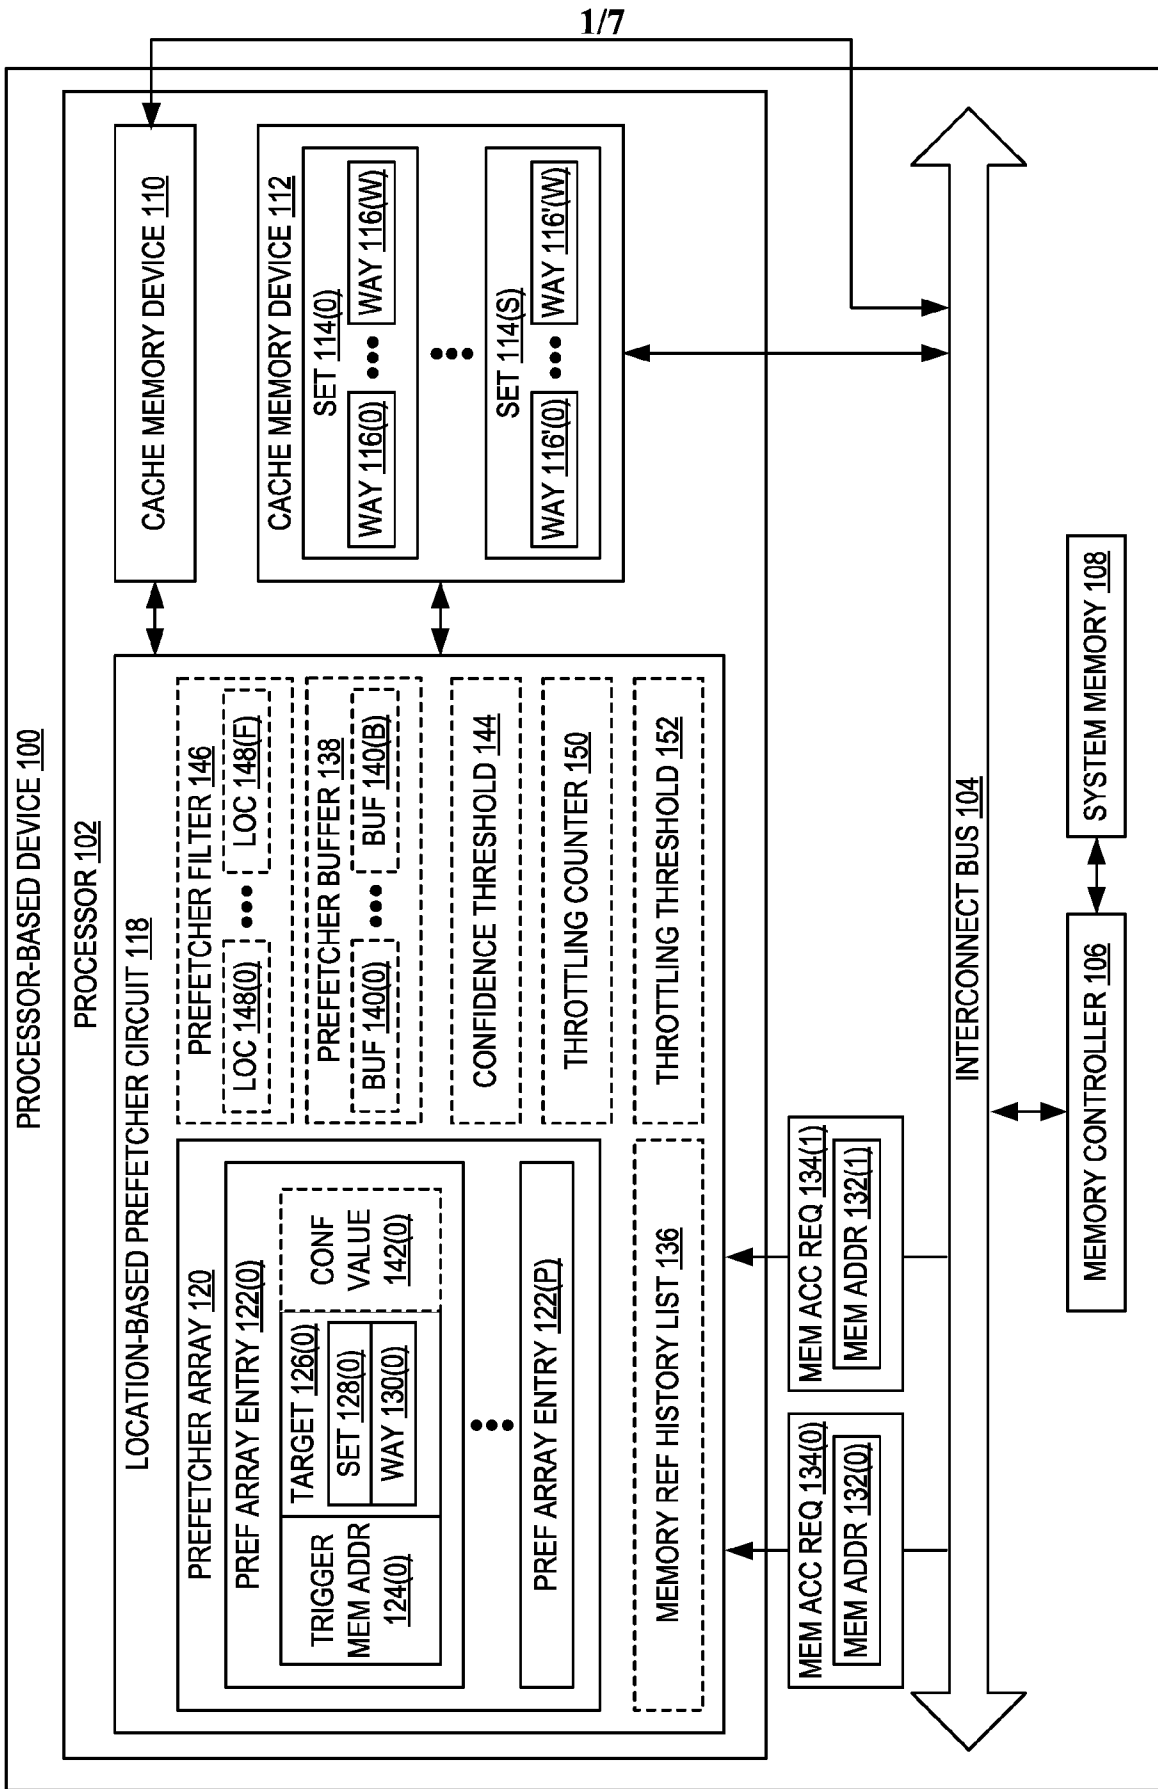 1/7
PROCESSOR-BASED DEVICE 100
PROCESSOR 102
LOCATION-BASED PREFETCHER CIRCUIT 118
PREFETCHER ARRAY 120
PREF ARRAY ENTRY 122(0)
TRIGGER
MEM ADDR
124(0)
TARGET 126(0)
SET 128(0)
WAY 130(0)
CONF
VALUE
142(0)
PREF ARRAY ENTRY 122(P)
MEMORY REF HISTORY LIST 136
PREFETCHER FILTER 146
LOC 148(0)
LOC 148(F)
PREFETCHER BUFFER 138
BUF 140(0)
BUF 140(B)
CONFIDENCE THRESHOLD 144
THROTTLING COUNTER 150
THROTTLING THRESHOLD 152
CACHE MEMORY DEVICE 110
CACHE MEMORY DEVICE 112
SET 114(0)
WAY 116(0)
WAY 116(W)
SET 114(S)
WAY 116'(0)
WAY 116'(W)
MEM ACC REQ 134(0)
MEM ADDR 132(0)
MEM ACC REQ 134(1)
MEM ADDR 132(1)
INTERCONNECT BUS 104
MEMORY CONTROLLER 106
SYSTEM MEMORY 108